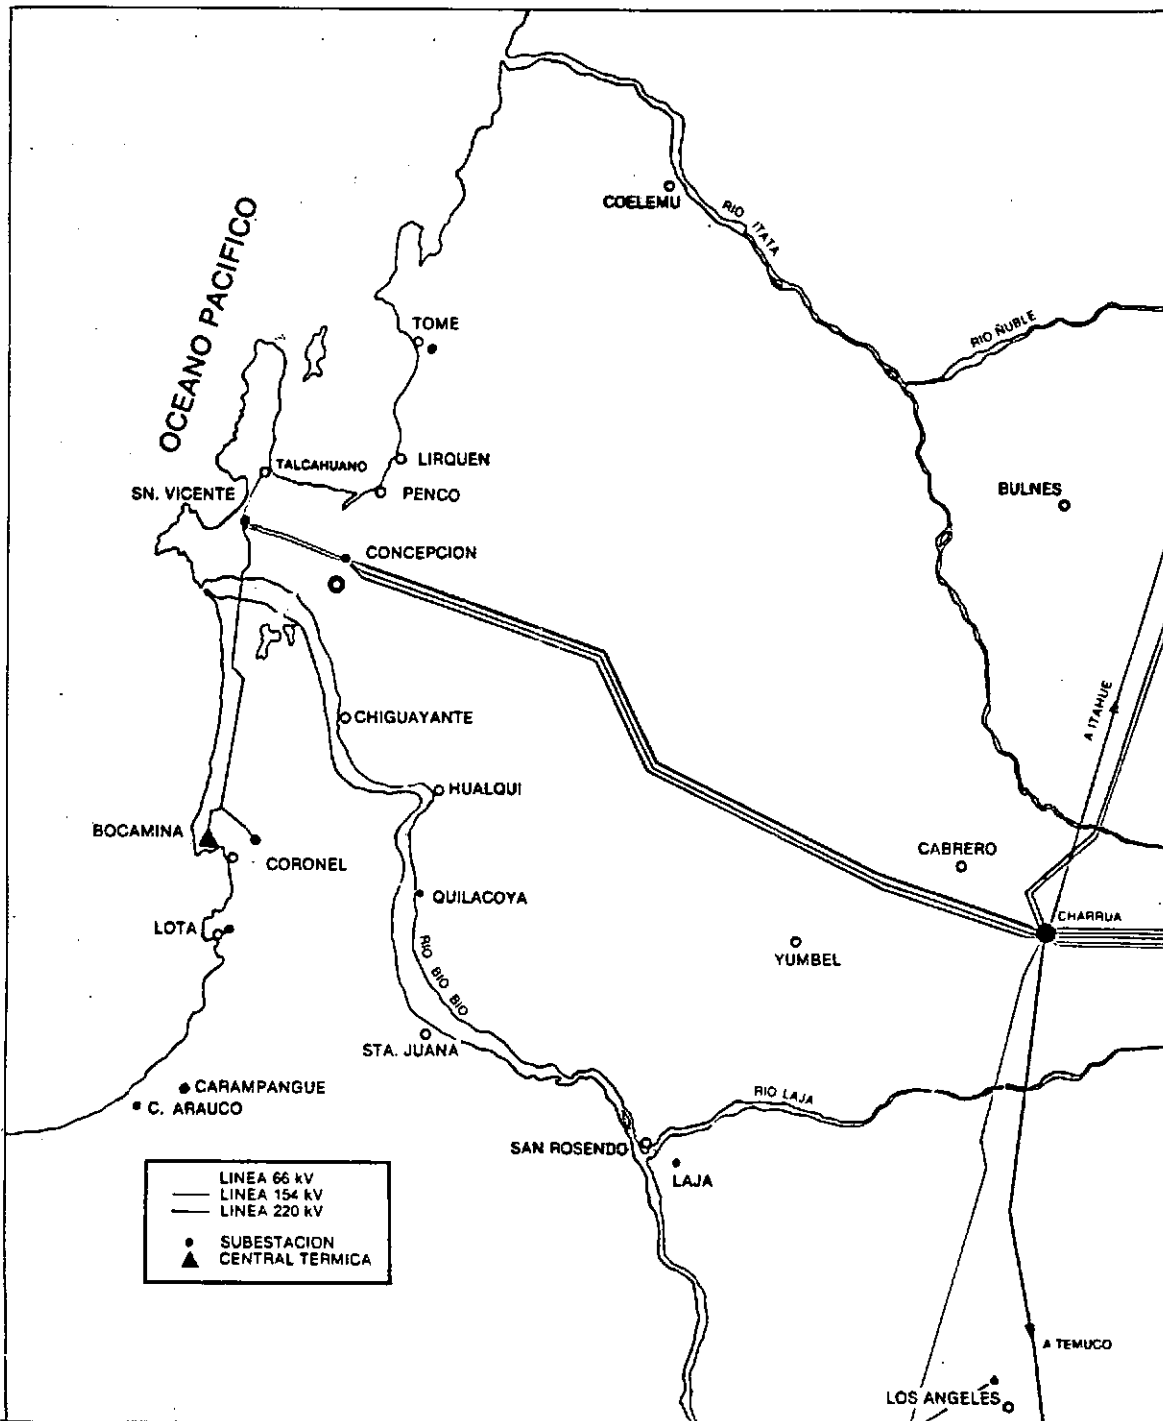 COELEMU
RIO ITATA
OCEANO PACIFICO
RIO ÑUBLE
TOME
TALCAHUANO
LIRQUEN
SN. VICENTE
PENCO
BULNES
CONCEPCION
A ITAHUE
CHIGUAYANTE
HUALQUI
BOCAMINA
CORONEL
CABRERO
QUILACOYA
CHARRUA
LOTA
YUMBEL
RIO BIO BIO
STA. JUANA
CARAMPANGUE
C. ARAUCO
RIO LAJA
SAN ROSENDO
LAJA
LINEA 66 kV
LINEA 154 kV
LINEA 220 kV
SUBESTACION
CENTRAL TERMICA
A TEMUCO
LOS ANGELES